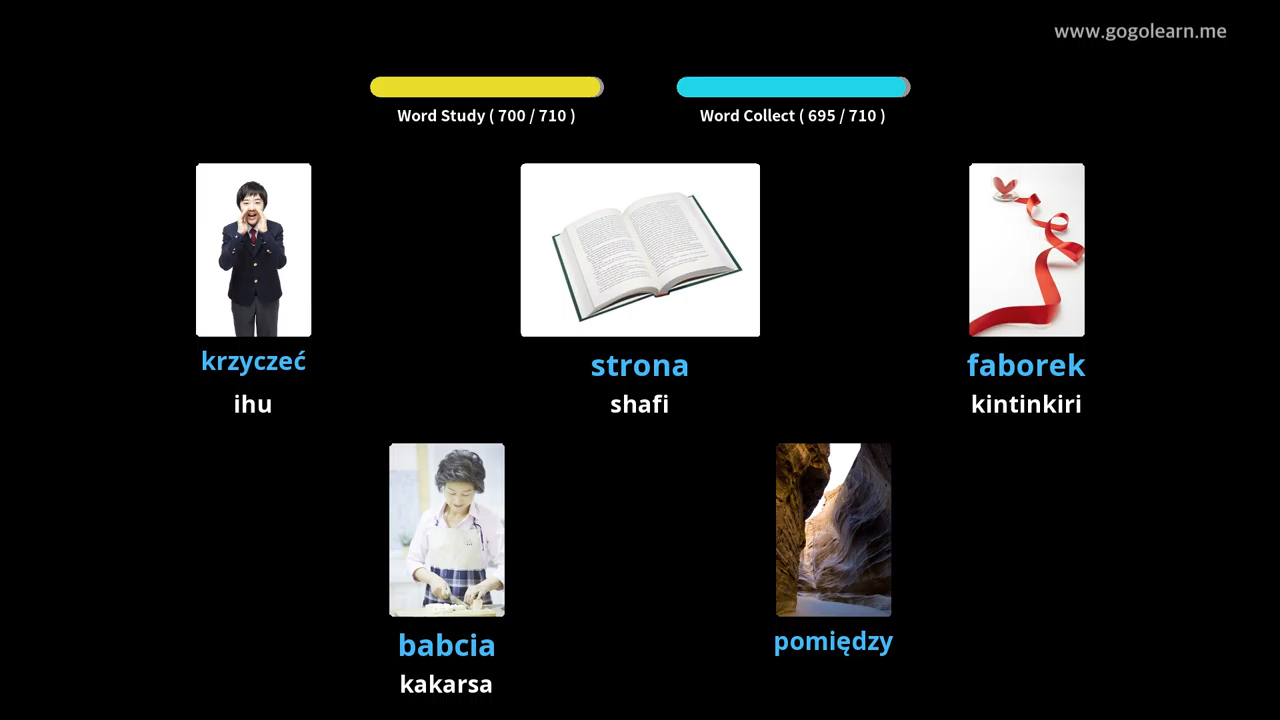 www.gogolearn.me
Word Study ( 700 / 710 )
Word Collect ( 695 / 710 )
krzyczeć
ihu
strona
shafi
faborek
kintinkiri
babcia
kakarsa
pomiędzy